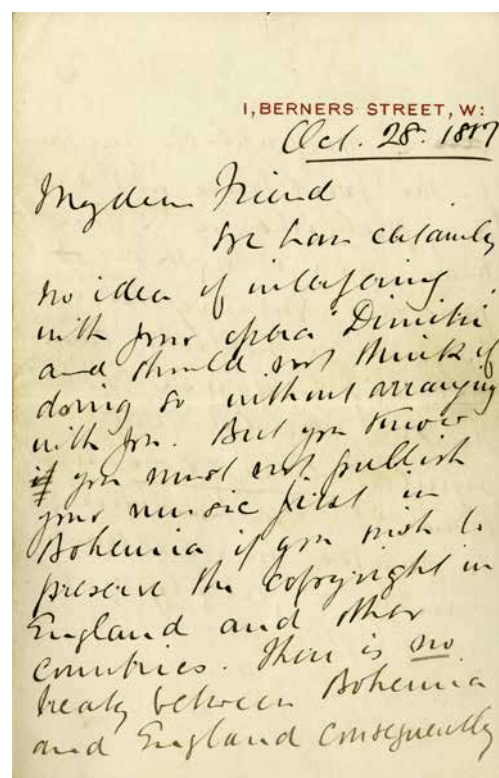 1, BERNERS STREET, W:
Oct. 28. 1887
My dear Friend
We have certainly
no idea of interfering
with your opera Dimitri
and should not think of
doing so without arranging
with you. But you know
if you must not publish
your music first in
Bohemia if you wish to
preserve the copyright in
England and other
countries. There is no
treaty between Bohemia
and England consequently